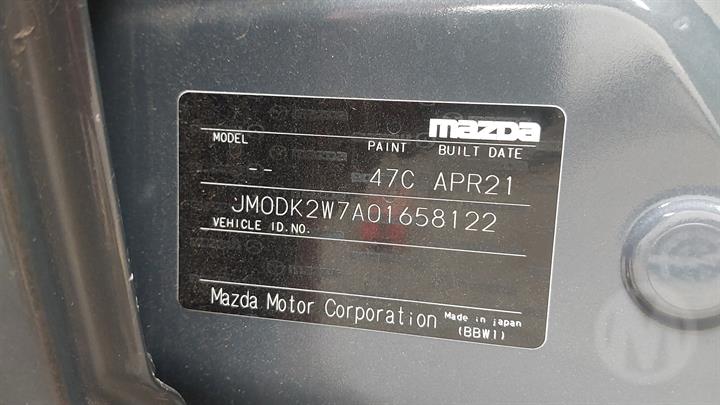 mazda
MODEL PAINT BUILT DATE
-- 47C APR21
JM0DK2W7A01658122
VEHICLE ID.NO.
Mazda Motor Corporation Made in japan
(BBW1)